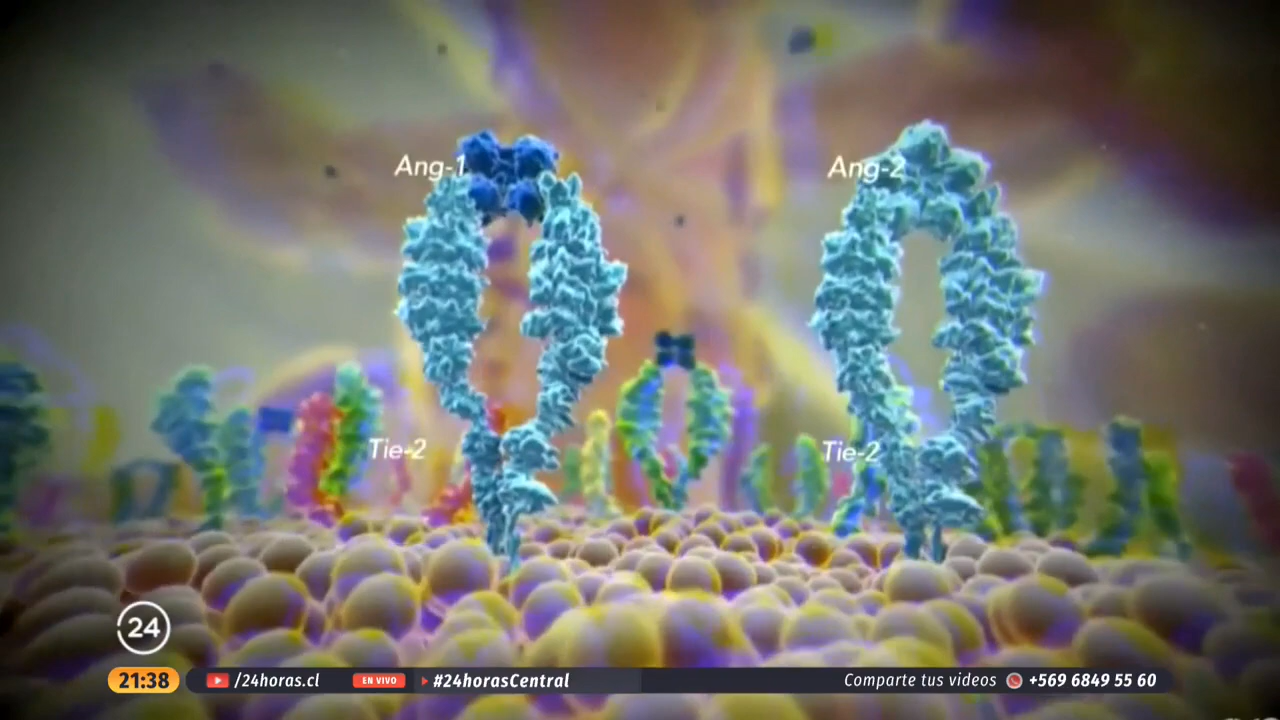 Ang-1
Ang-2
Tie-2
Tie-2
24
21:38 /24horas.cl EN VIVO #24horasCentral Comparte tus videos +569 6849 55 60